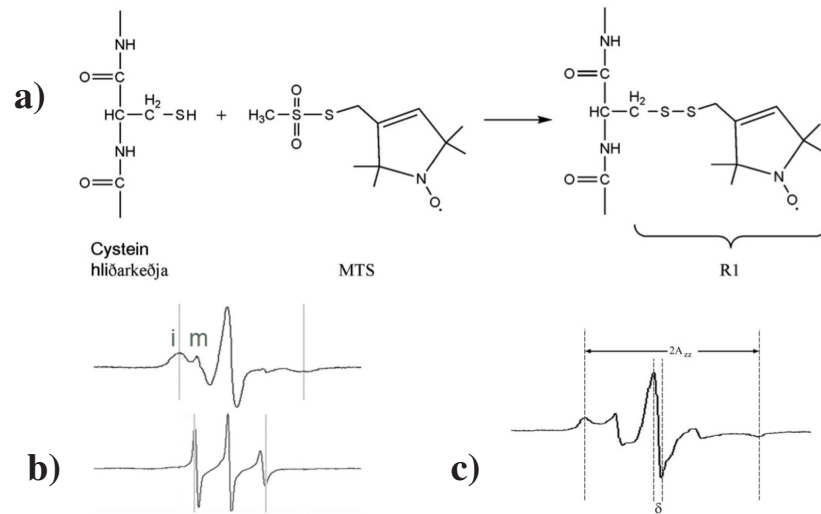 a)
NH
O
C
H₂
HC
C
SH
NH
O
C
+
H₃C
O
S
O
S
N
O.
NH
O
C
H₂
HC
C
S
S
NH
O
C
N
O.
Cystein
hliðarkeðja
MTS
R1
b)
i
m
c)
2Azz
δ